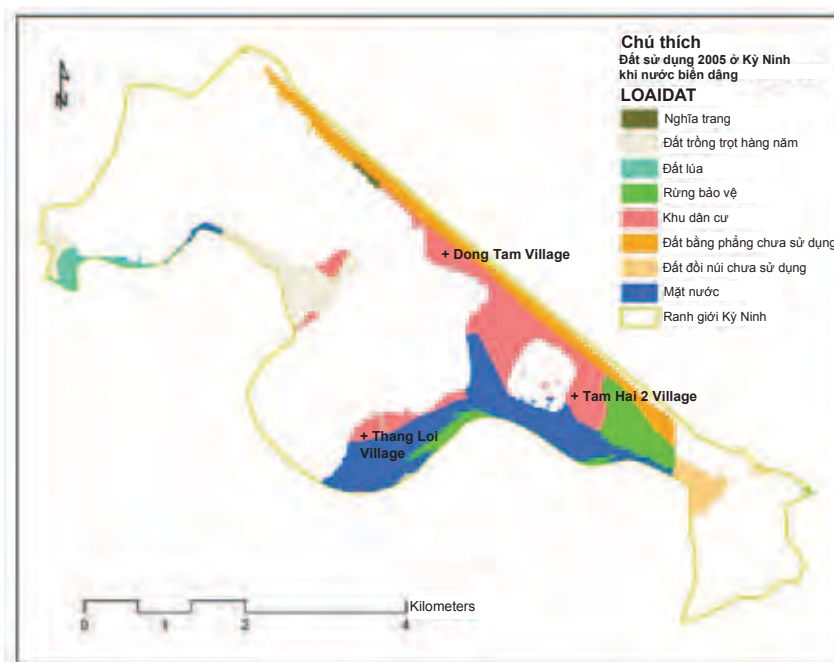 Chú thích
Đất sử dụng 2005 ở Kỳ Ninh
khi nước biển dâng
LOAIDAT
Nghĩa trang
Đất trồng trọt hàng năm
Đất lúa
Rừng bảo vệ
Khu dân cư
Đất bằng phẳng chưa sử dụng
Đất đồi núi chưa sử dụng
Mặt nước
Ranh giới Kỳ Ninh
+ Dong Tam Village
+ Tam Hai 2 Village
+ Thang Loi
Village
Kilometers
0 1 2 4